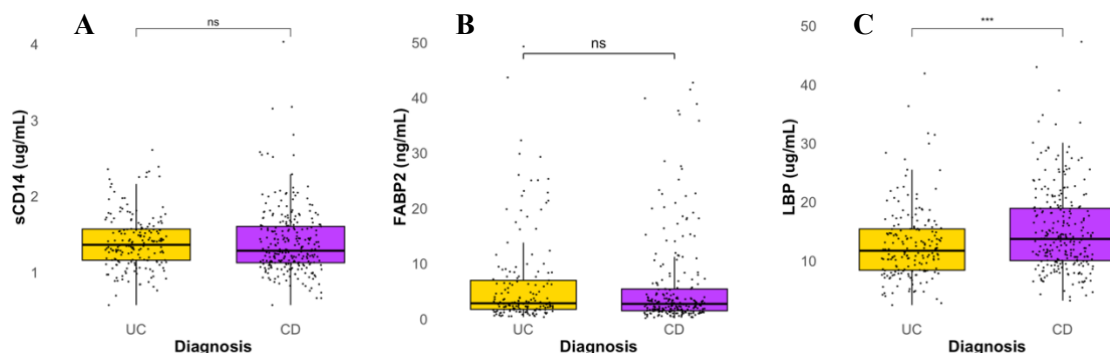 A
ns
4
3
2
1
sCD14 (ug/mL)
UC
CD
Diagnosis
B
ns
50
40
30
20
10
0
FABP2 (ng/mL)
UC
CD
Diagnosis
C
***
50
40
30
20
10
LBP (ug/mL)
UC
CD
Diagnosis